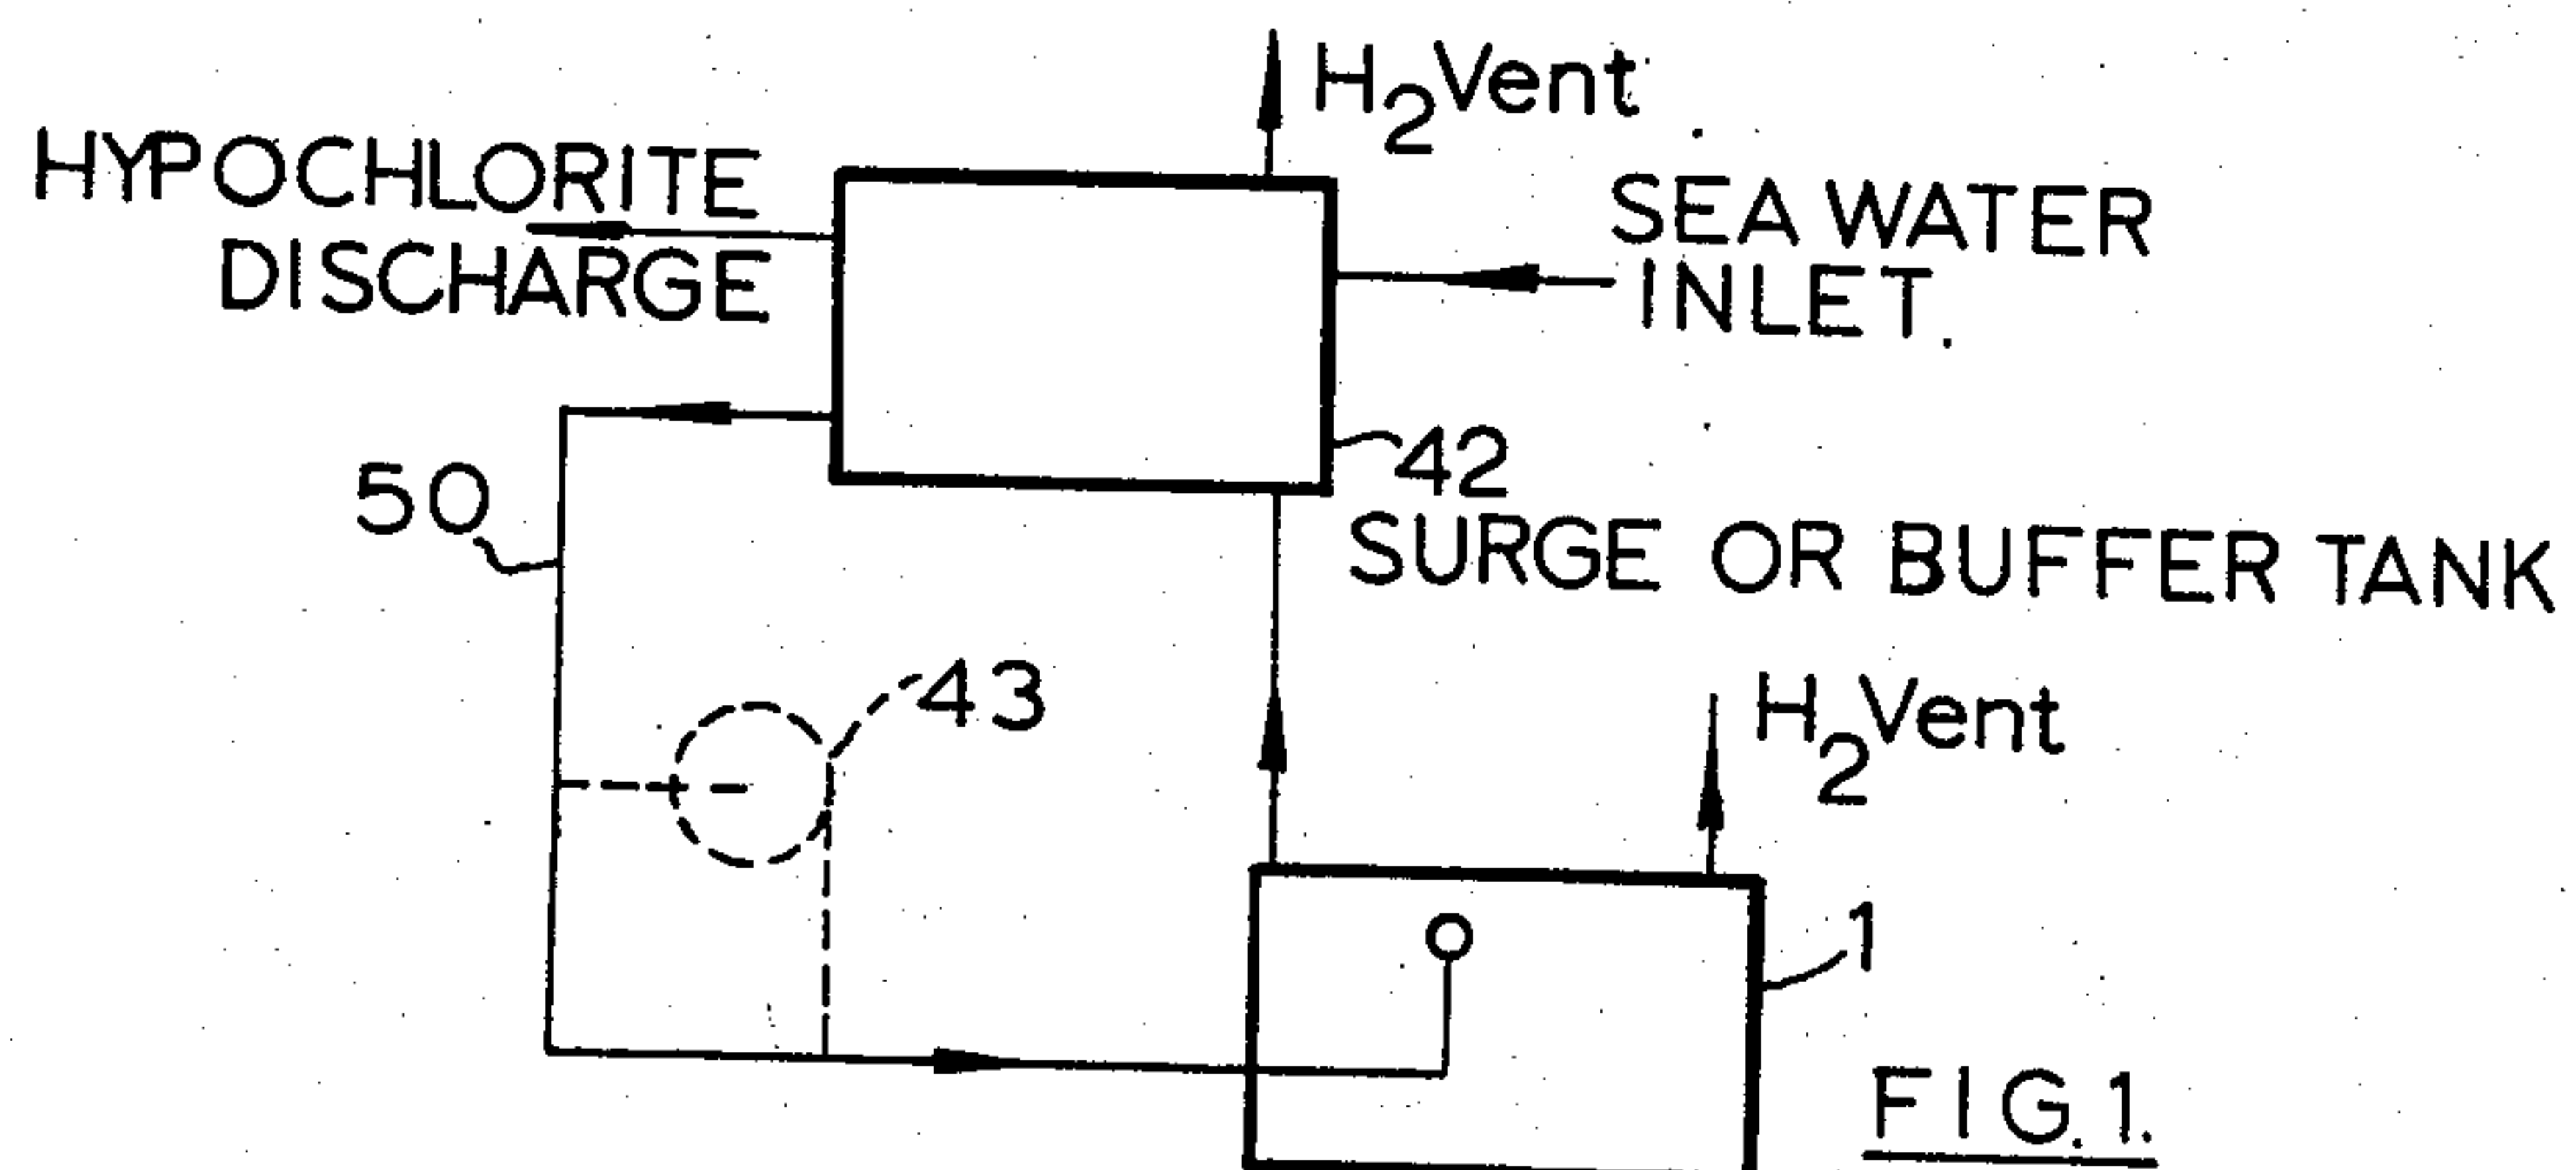 H2Vent
HYPOCHLORITE
DISCHARGE
SEA WATER
INLET.
50
42
SURGE OR BUFFER TANK
43
H2Vent
1
FIG.1.